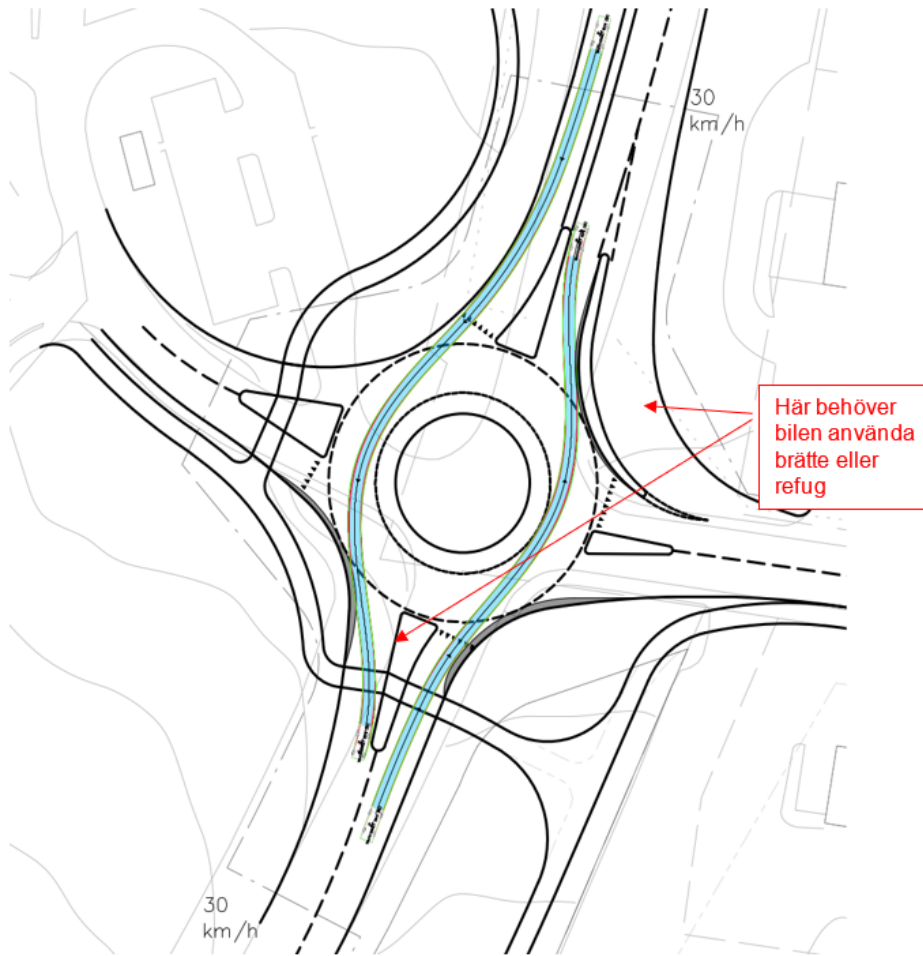 30
km/h
Här behöver
bilen använda
brätte eller
refug
30
km/h